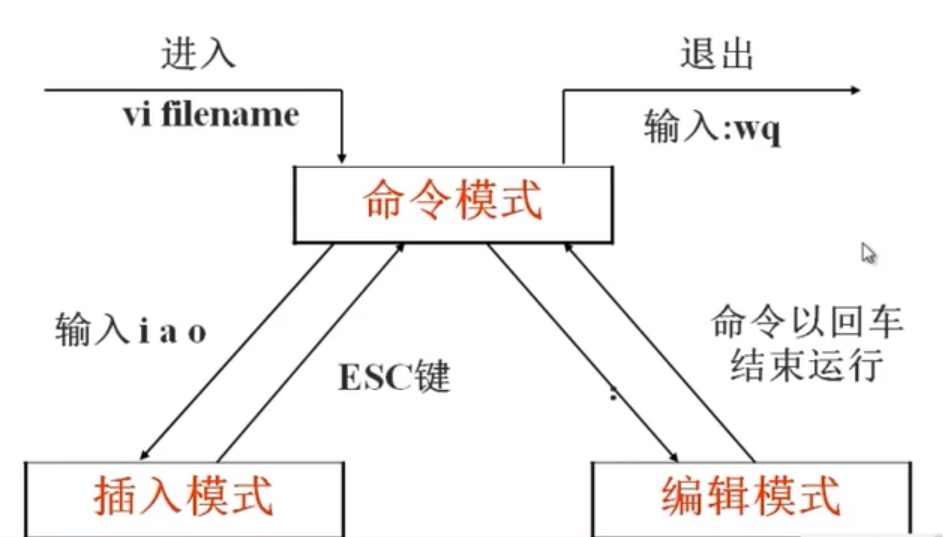 进入
vi filename
退出
输入:wq
命令模式
输入 i a o
ESC键
:
命令以回车
结束运行
插入模式
编辑模式